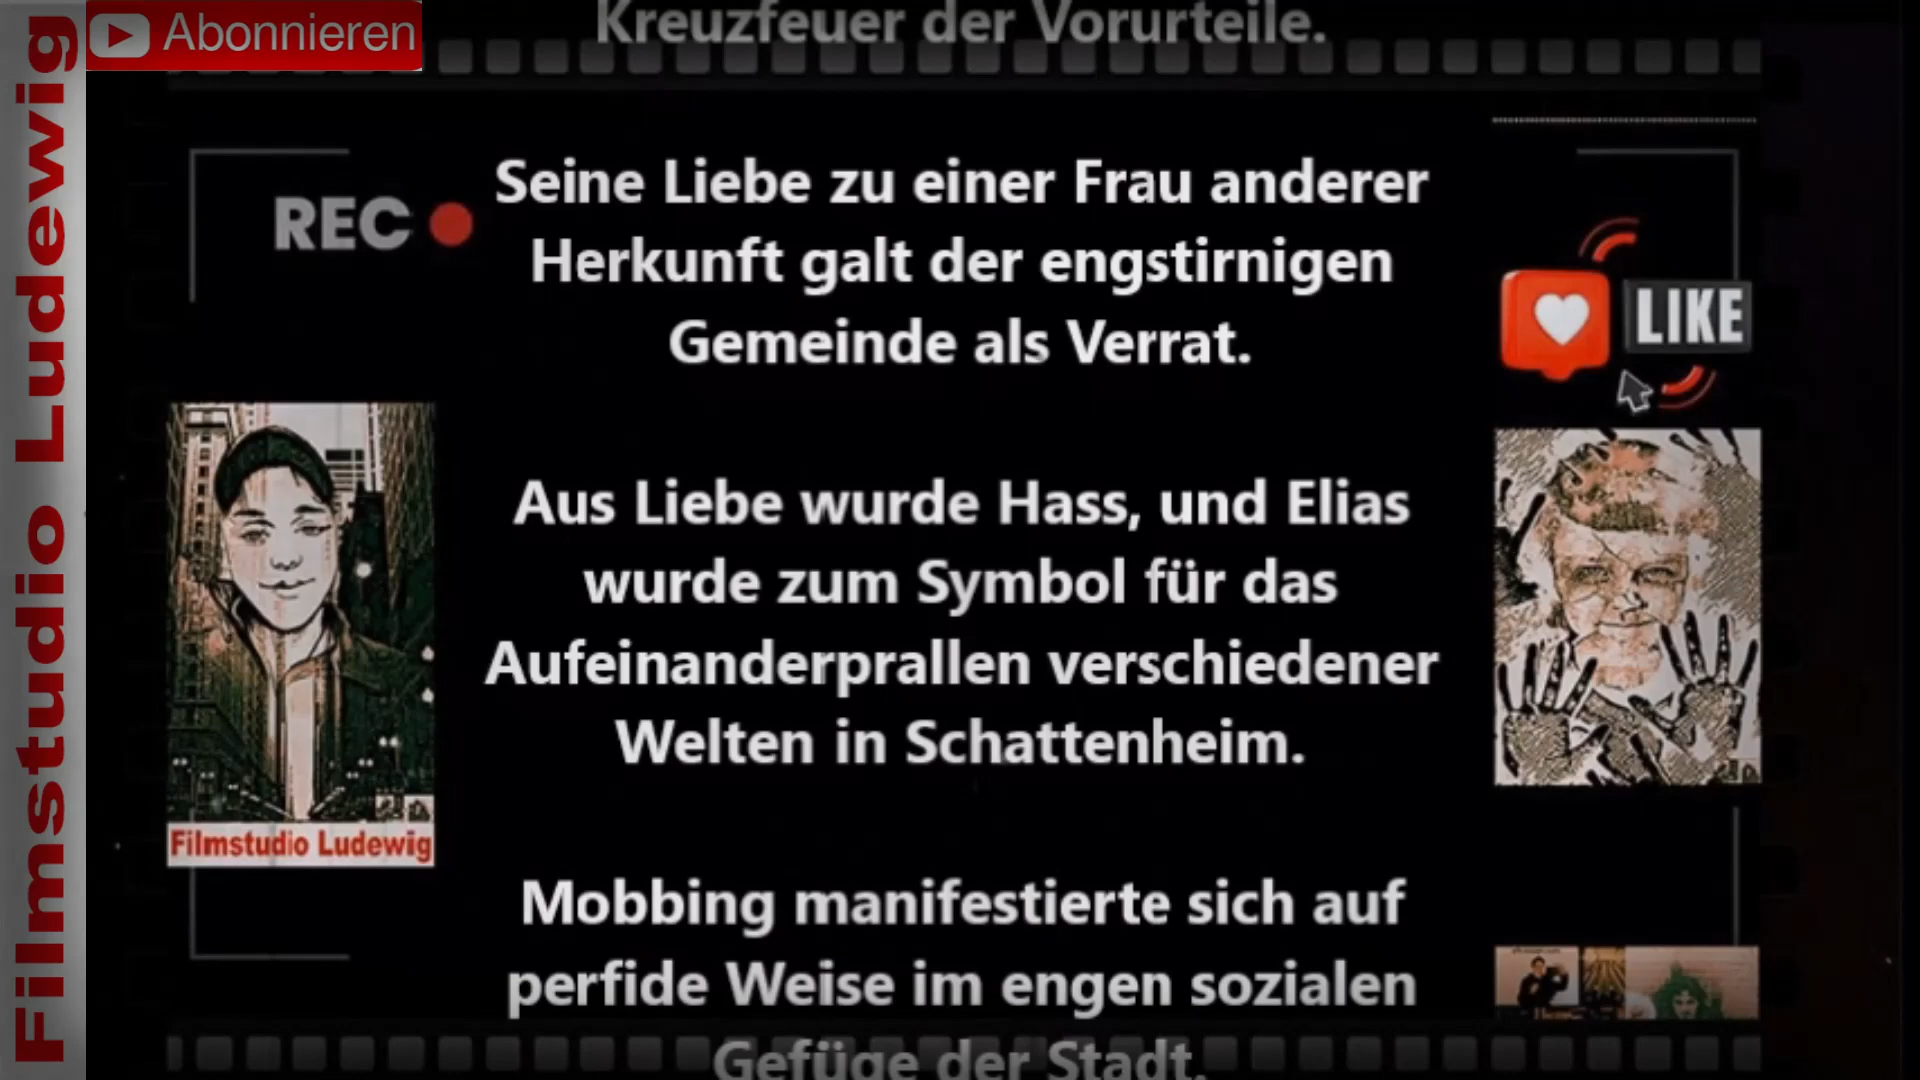 Filmstudio Ludewig
Abonnieren
Kreuzfeuer der Vorurteile.
REC
Seine Liebe zu einer Frau anderer
Herkunft galt der engstirnigen
Gemeinde als Verrat.
LIKE
Aus Liebe wurde Hass, und Elias
wurde zum Symbol für das
Aufeinanderprallen verschiedener
Welten in Schattenheim.
Filmstudio Ludewig
Mobbing manifestierte sich auf
perfide Weise im engen sozialen
Gefüge der Stadt.